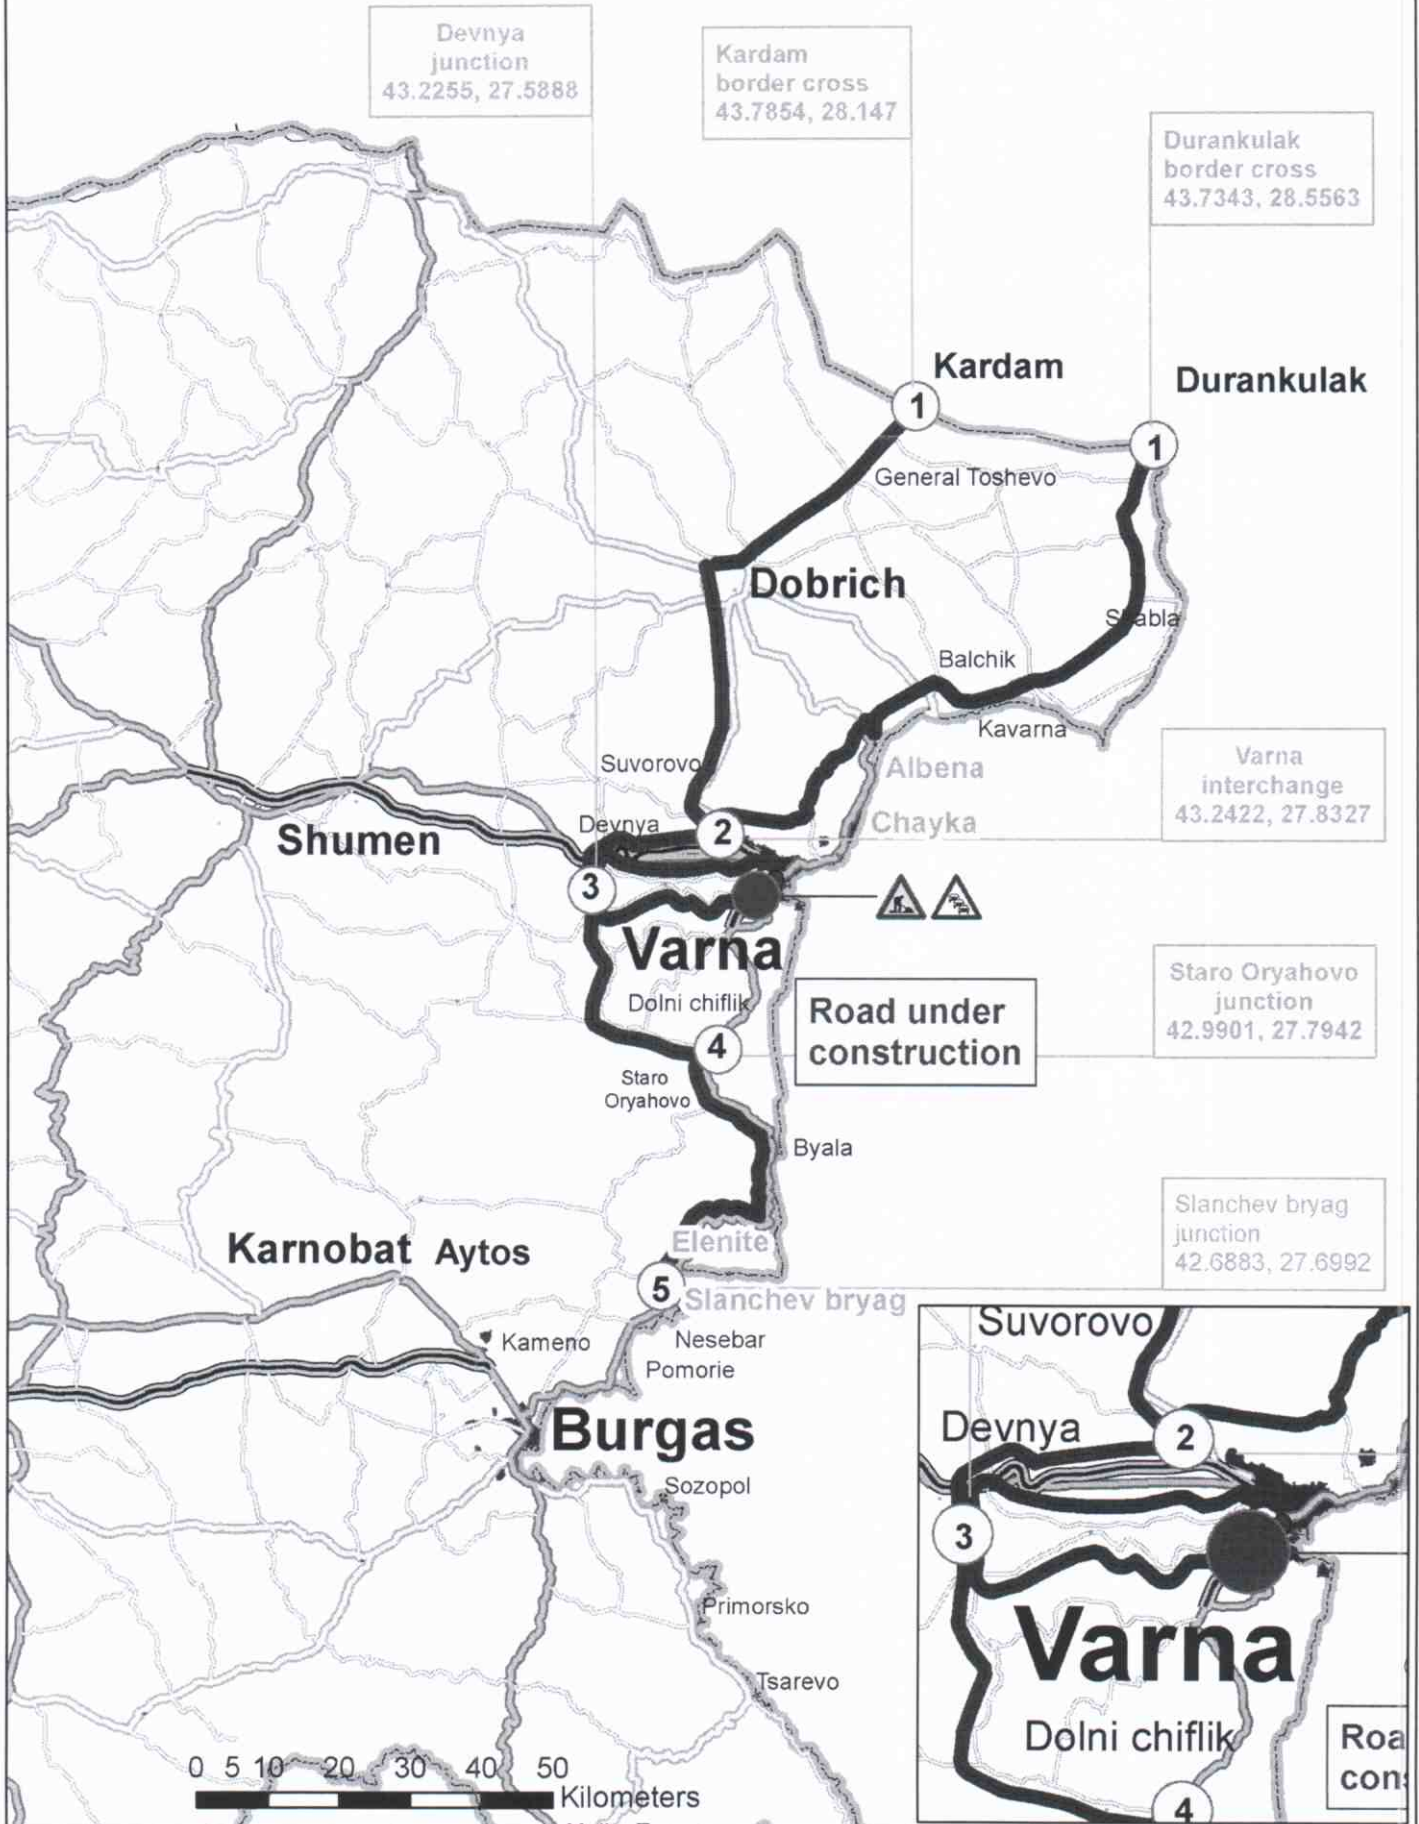 Devnya
junction
43.2255, 27.5888
Kardam
border cross
43.7854, 28.147
Durankulak
border cross
43.7343, 28.5563
Kardam
Durankulak
1
1
General Toshevo
Dobrich
Shabla
Balchik
Kavarna
Suvorovo
Albena
Varna
interchange
43.2422, 27.8327
Chayka
Devnya
2
Shumen
3
Varna
Staro Oryahovo
junction
42.9901, 27.7942
Dolni chiflik
Road under
construction
4
Staro
Oryahovo
Byala
Slanchev bryag
junction
42.6883, 27.6992
Karnobat
Aytos
Elenite
5
Slanchev bryag
Kameno
Nesebar
Pomorie
Burgas
Sozopol
Primorsko
Tsarevo
Suvorovo
Devnya
2
3
Varna
Dolni chiflik
Roa
con
4
0 5 10 20 30 40 50
Kilometers